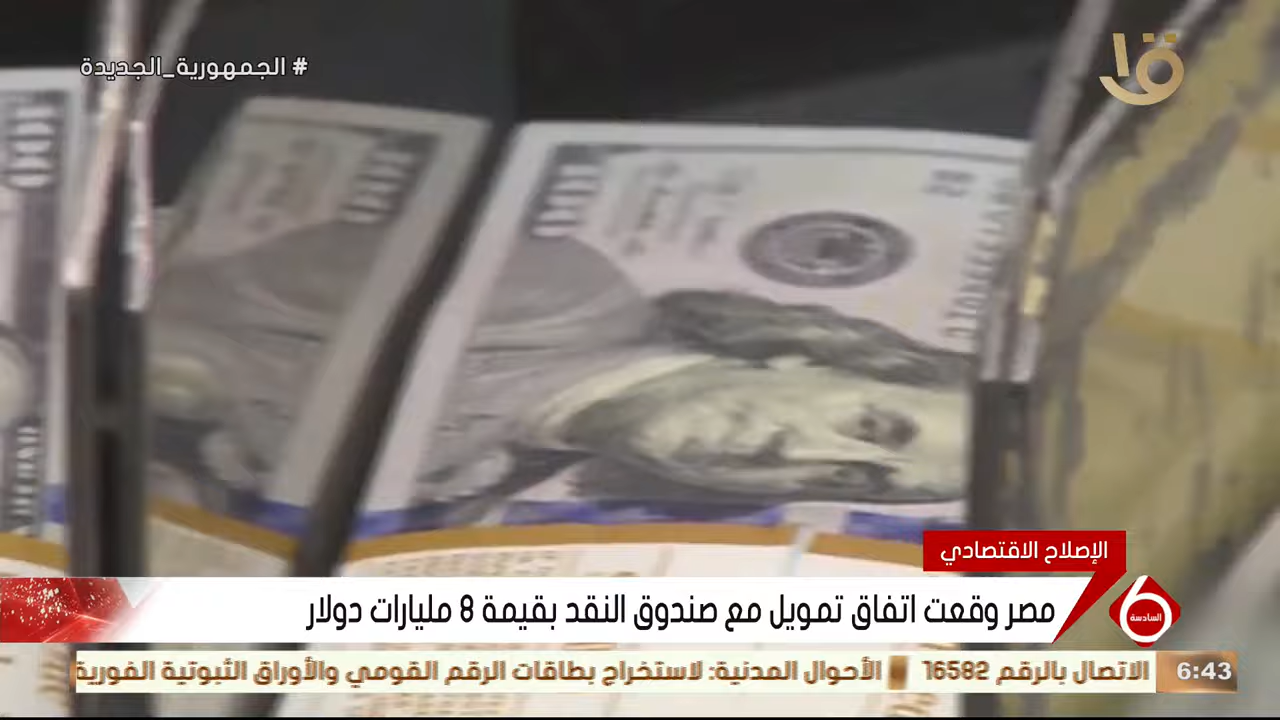 # الجمهورية_الجديدة
الإصلاح الاقتصادي
مصر وقعت اتفاق تمويل مع صندوق النقد بقيمة 8 مليارات دولار
السادسة
6:43
الاتصال بالرقم 16582
الأحوال المدنية: لاستخراج بطاقات الرقم القومي والأوراق الثبوتية الفورية